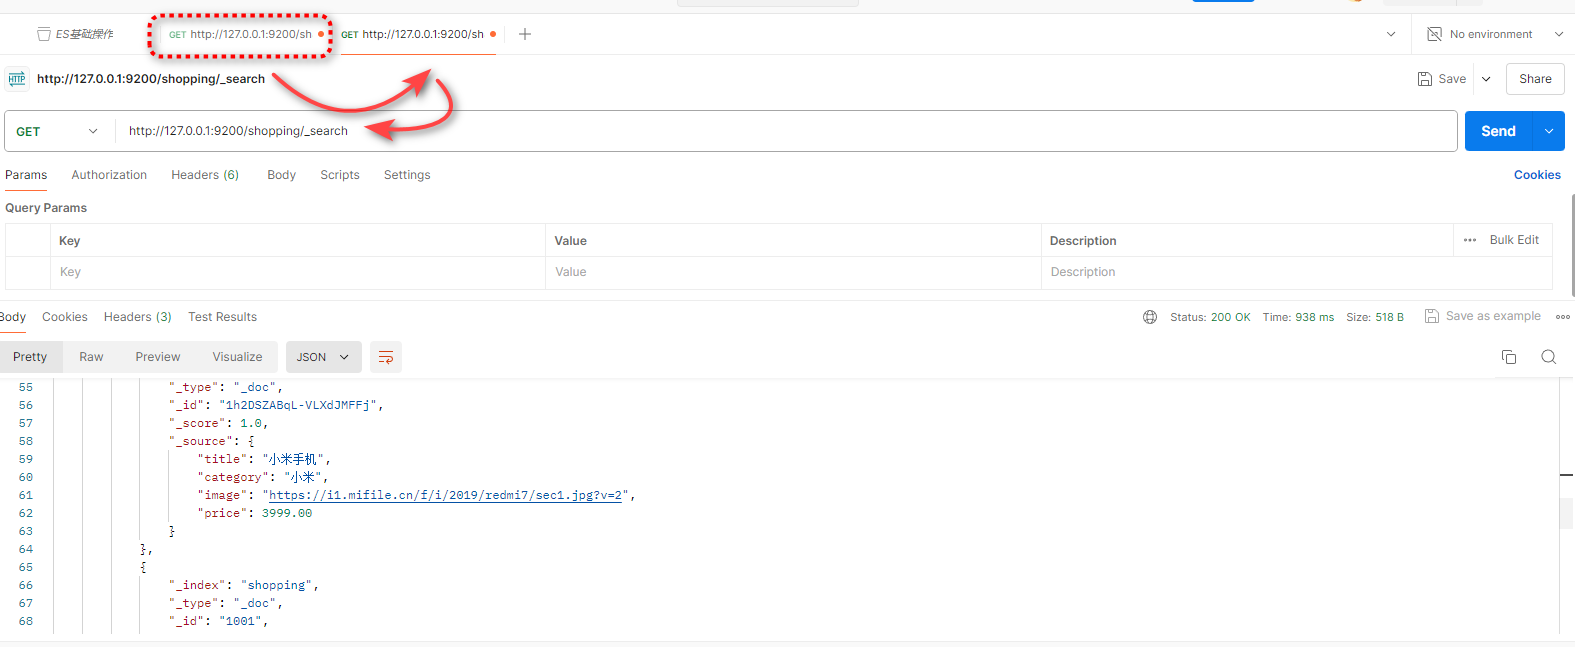 ES基础操作 GET http://127.0.0.1:9200/sh GET http://127.0.0.1:9200/sh No environment
HTTP http://127.0.0.1:9200/shopping/_search Save Share
GET http://127.0.0.1:9200/shopping/_search Send
Params Authorization Headers (6) Body Scripts Settings Cookies
Query Params
Key Value Description Bulk Edit
Key Value Description
Body Cookies Headers (3) Test Results Status: 200 OK Time: 938 ms Size: 518 B Save as example
Pretty Raw Preview Visualize JSON
55 "_type": "_doc",
56 "_id": "1h2DSZABqL-VLXdJMFFj",
57 "_score": 1.0,
58 "_source": {
59 "title": "小米手机",
60 "category": "小米",
61 "image": "https://i1.mifile.cn/f/i/2019/redmi7/sec1.jpg?v=2",
62 "price": 3999.00
63 }
64 },
65 {
66 "_index": "shopping",
67 "_type": "_doc",
68 "_id": "1001",